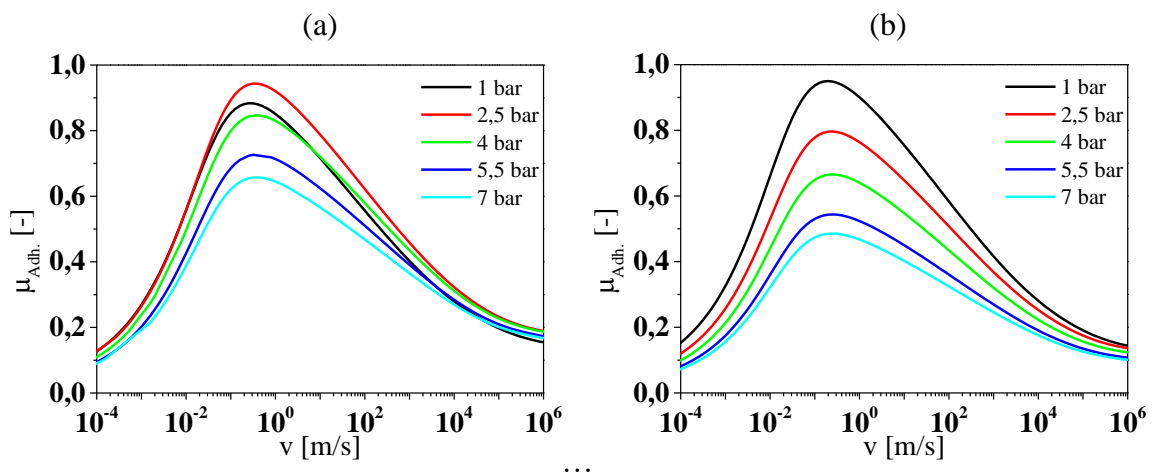 (a)
1,0
0,8
0,6
0,4
0,2
0,0
μAdh. [-]
1 bar
2,5 bar
4 bar
5,5 bar
7 bar
10⁻⁴ 10⁻² 10⁰ 10² 10⁴ 10⁶
v [m/s]
(b)
1,0
0,8
0,6
0,4
0,2
0,0
μAdh. [-]
1 bar
2,5 bar
4 bar
5,5 bar
7 bar
10⁻⁴ 10⁻² 10⁰ 10² 10⁴ 10⁶
v [m/s]
...